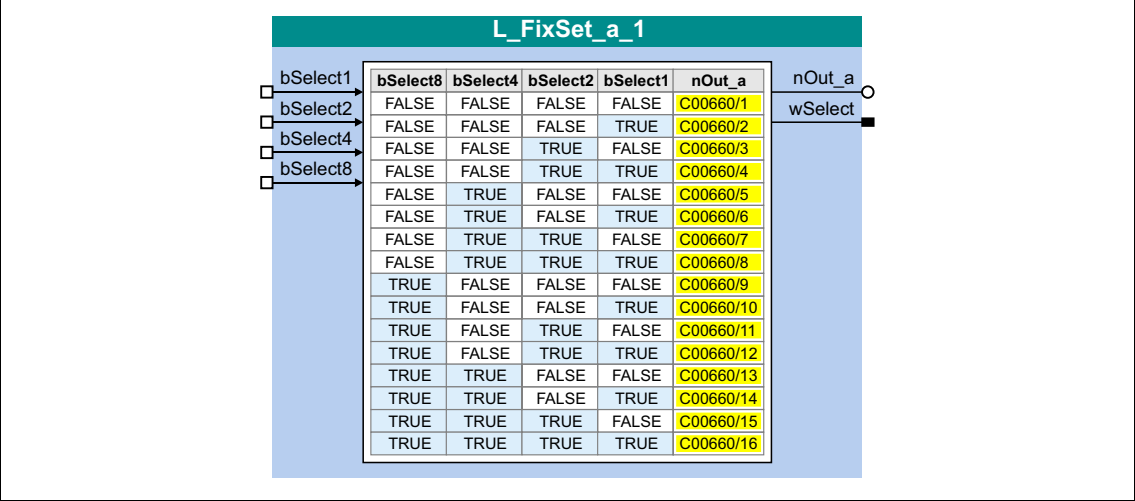 L_FixSet_a_1
bSelect1
bSelect2
bSelect4
bSelect8
bSelect8 bSelect4 bSelect2 bSelect1 nOut_a
FALSE FALSE FALSE FALSE C00660/1
FALSE FALSE FALSE TRUE C00660/2
FALSE FALSE TRUE FALSE C00660/3
FALSE FALSE TRUE TRUE C00660/4
FALSE TRUE FALSE FALSE C00660/5
FALSE TRUE FALSE TRUE C00660/6
FALSE TRUE TRUE FALSE C00660/7
FALSE TRUE TRUE TRUE C00660/8
TRUE FALSE FALSE FALSE C00660/9
TRUE FALSE FALSE TRUE C00660/10
TRUE FALSE TRUE FALSE C00660/11
TRUE FALSE TRUE TRUE C00660/12
TRUE TRUE FALSE FALSE C00660/13
TRUE TRUE FALSE TRUE C00660/14
TRUE TRUE TRUE FALSE C00660/15
TRUE TRUE TRUE TRUE C00660/16
nOut_a
wSelect